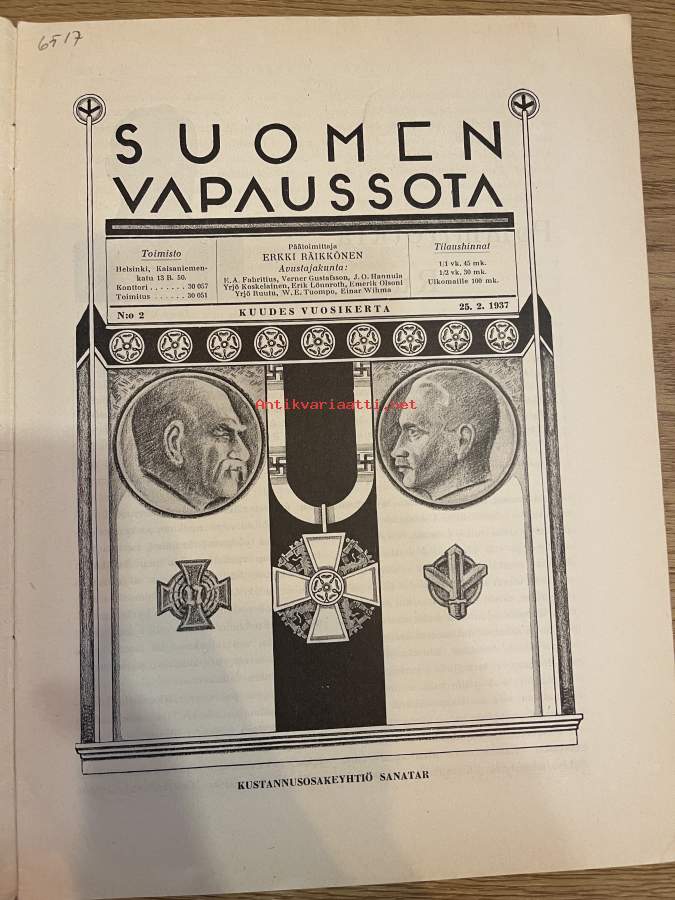 6517
SUOMEN
VAPAUSSOTA
Toimisto
Helsinki, Kaisaniemen-
katu 13 B. 50.
Konttori . . . . . . . 30 057
Toimitus . . . . . . . 30 051
Päätoimittaja
ERKKI RÄIKKÖNEN
Avustajakunta:
E. A. Fabritius, Verner Gustafsson, J. O. Hannula
Yrjö Koskelainen, Erik Lönnroth, Emerik Olsoni
Yrjö Ruutu, W. E. Tuompo, Einar Wihma
Tilaushinnat
1/1 vk. 45 mk.
1/2 vk. 30 mk.
Ulkomaille 100 mk.
N:o 2 KUUDES VUOSIKERTA 25. 2. 1937
Antikvariaatti.net
KUSTANNUSOSAKEYHTIÖ SANATAR